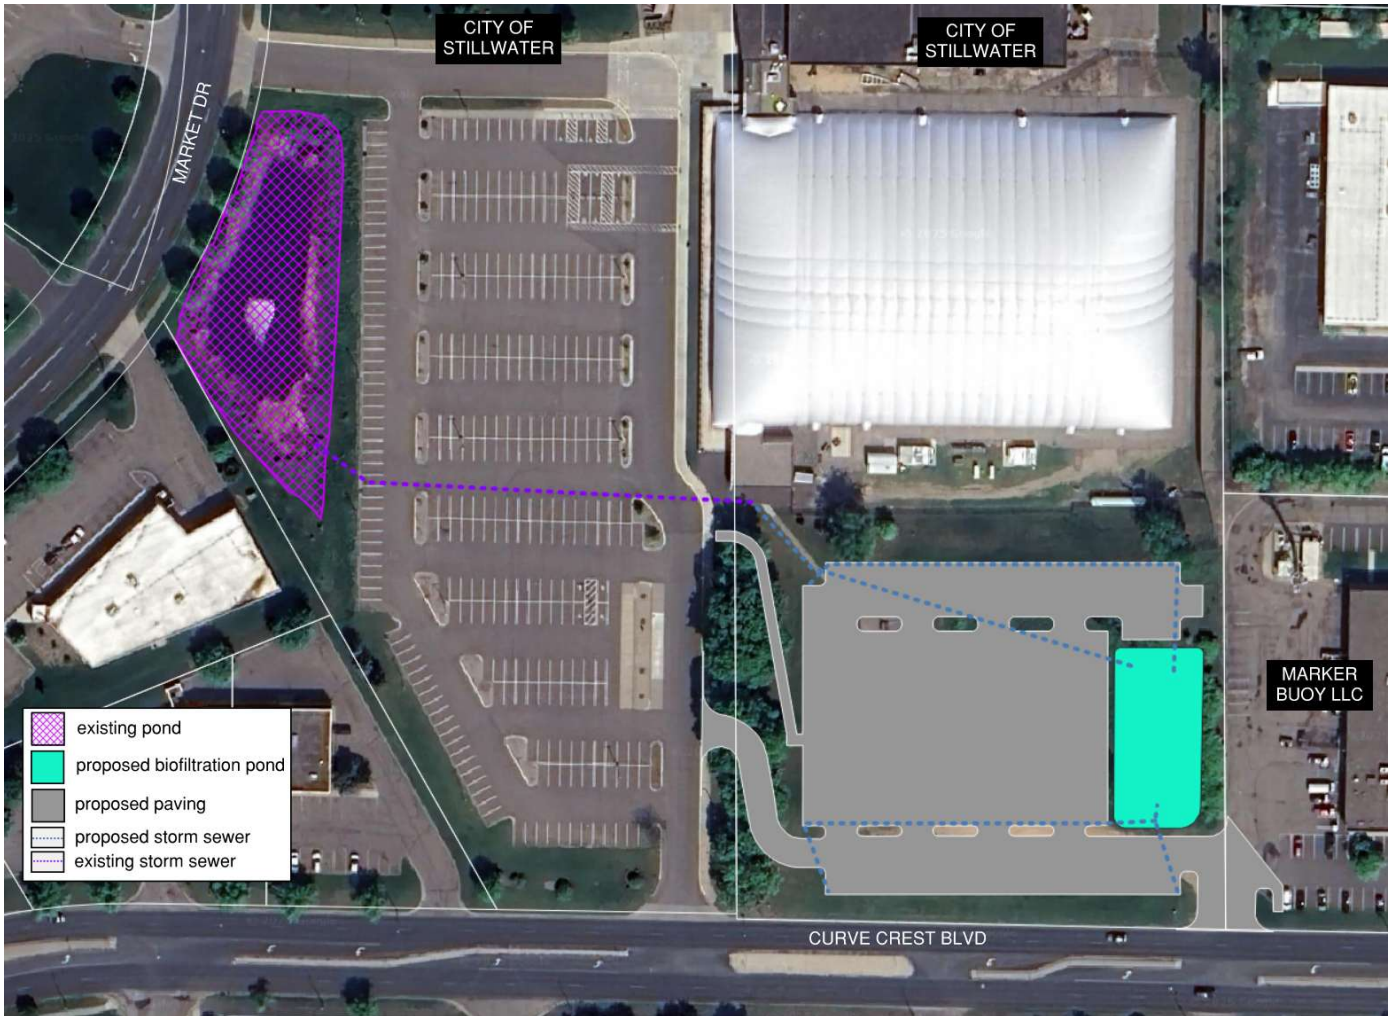 CITY OF
STILLWATER
CITY OF
STILLWATER
MARKET DR
MARKER
BUOY LLC
existing pond
proposed biofiltration pond
proposed paving
proposed storm sewer
existing storm sewer
CURVE CREST BLVD